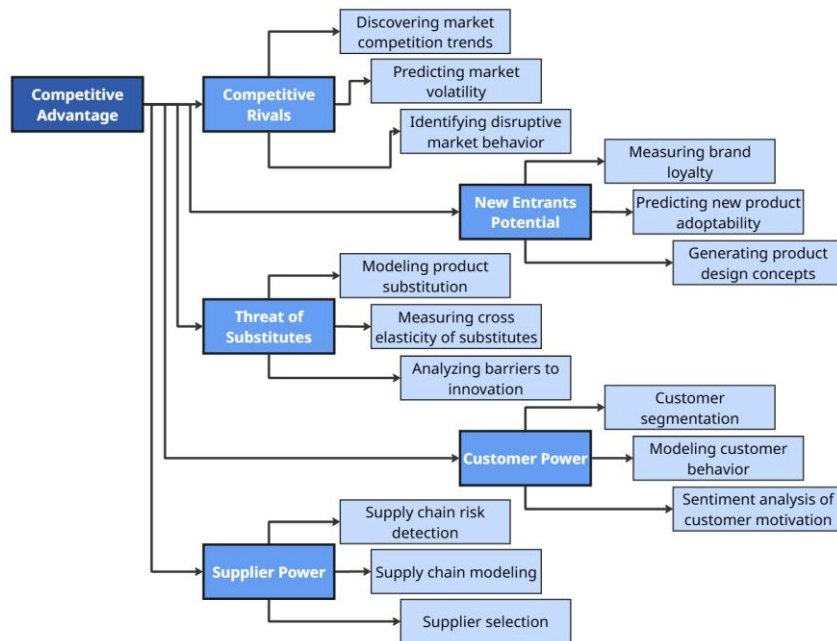 Discovering market
competition trends
Competitive
Advantage
Competitive
Rivals
Predicting market
volatility
Identifying disruptive
market behavior
Measuring brand
loyalty
New Entrants
Potential
Predicting new product
adoptability
Generating product
design concepts
Modeling product
substitution
Threat of
Substitutes
Measuring cross
elasticity of substitutes
Analyzing barriers to
innovation
Customer
segmentation
Customer Power
Modeling customer
behavior
Sentiment analysis of
customer motivation
Supply chain risk
detection
Supplier Power
Supply chain modeling
Supplier selection